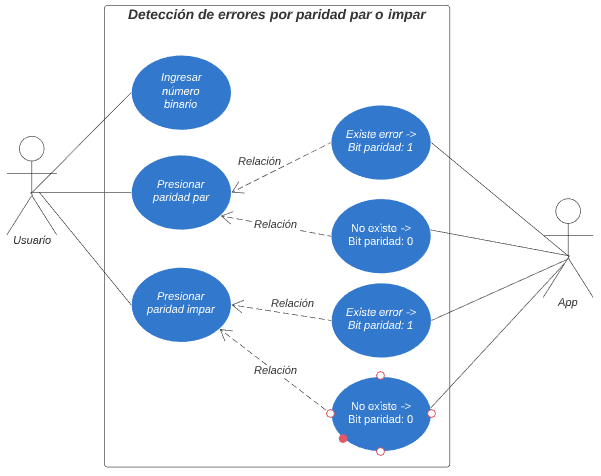 Detección de errores por paridad par o impar
Ingresar
número
binario
Existe error ->
Bit paridad: 1
Relación
Presionar
paridad par
Relación
No existe ->
Bit paridad: 0
Usuario
Presionar
paridad impar
Relación
Existe error ->
Bit paridad: 1
App
Relación
No existe ->
Bit paridad: 0